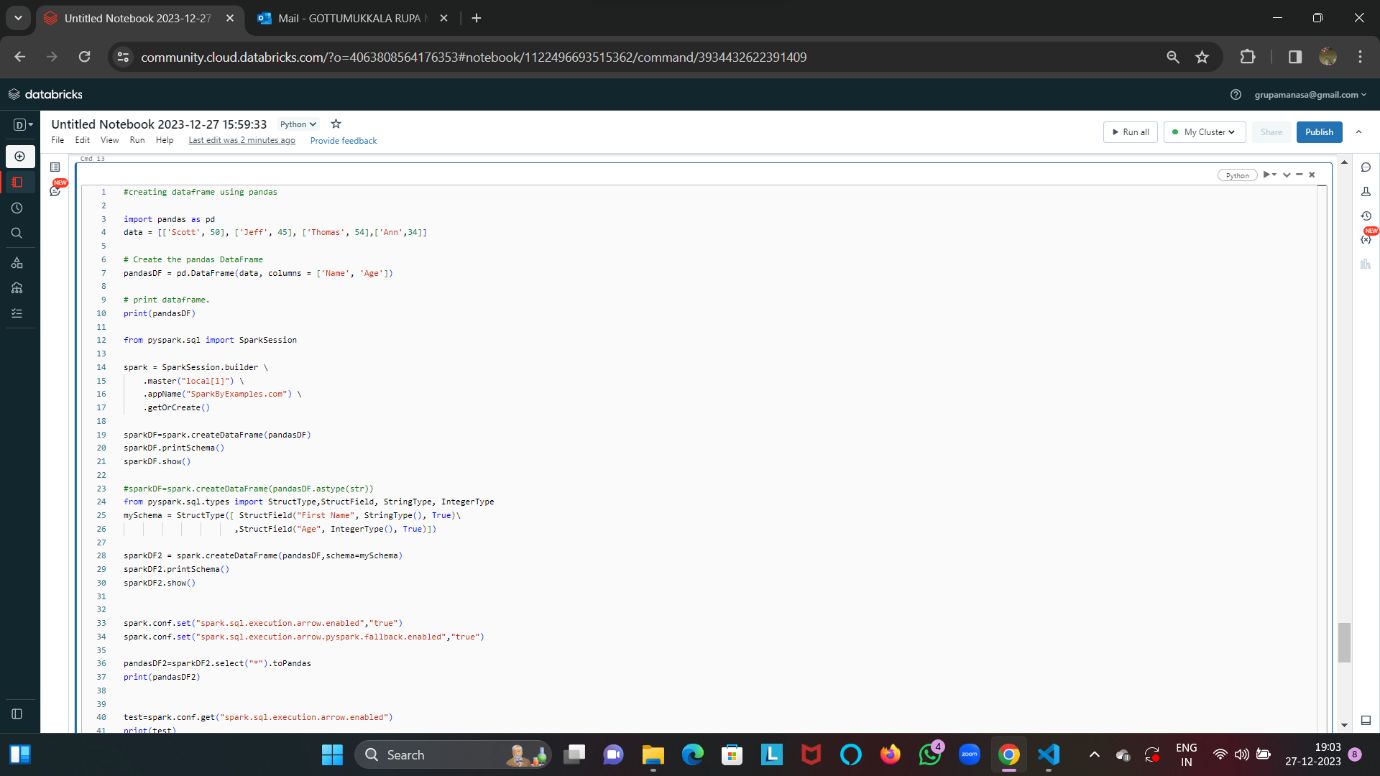 Untitled Notebook 2023-12-27
Mail - GOTTUMUKKALA RUPA M
community.cloud.databricks.com/?o=4063808564176353#notebook/1122496693515362/command/3934432622391409
databricks
grupamanasa@gmail.com
D
Untitled Notebook 2023-12-27 15:59:33 Python
File Edit View Run Help Last edit was 2 minutes ago Provide feedback
Run all My Cluster Share Publish
NEW
NEW
Cmd 13
Python
1 #creating dataframe using pandas
2
3 import pandas as pd
4 data = [['Scott', 50], ['Jeff', 45], ['Thomas', 54],['Ann',34]]
5
6 # Create the pandas DataFrame
7 pandasDF = pd.DataFrame(data, columns = ['Name', 'Age'])
8
9 # print dataframe.
10 print(pandasDF)
11
12 from pyspark.sql import SparkSession
13
14 spark = SparkSession.builder \
15 .master("local[1]") \
16 .appName("SparkByExamples.com") \
17 .getOrCreate()
18
19 sparkDF=spark.createDataFrame(pandasDF)
20 sparkDF.printSchema()
21 sparkDF.show()
22
23 #sparkDF=spark.createDataFrame(pandasDF.astype(str))
24 from pyspark.sql.types import StructType,StructField, StringType, IntegerType
25 mySchema = StructType([ StructField("First Name", StringType(), True)\
26 ,StructField("Age", IntegerType(), True)])
27
28 sparkDF2 = spark.createDataFrame(pandasDF,schema=mySchema)
29 sparkDF2.printSchema()
30 sparkDF2.show()
31
32
33 spark.conf.set("spark.sql.execution.arrow.enabled","true")
34 spark.conf.set("spark.sql.execution.arrow.pyspark.fallback.enabled","true")
35
36 pandasDF2=sparkDF2.select("*").toPandas
37 print(pandasDF2)
38
39
40 test=spark.conf.get("spark.sql.execution.arrow.enabled")
41 print(test)
Search
L
zoom
4
ENG
IN
19:03
27-12-2023
8